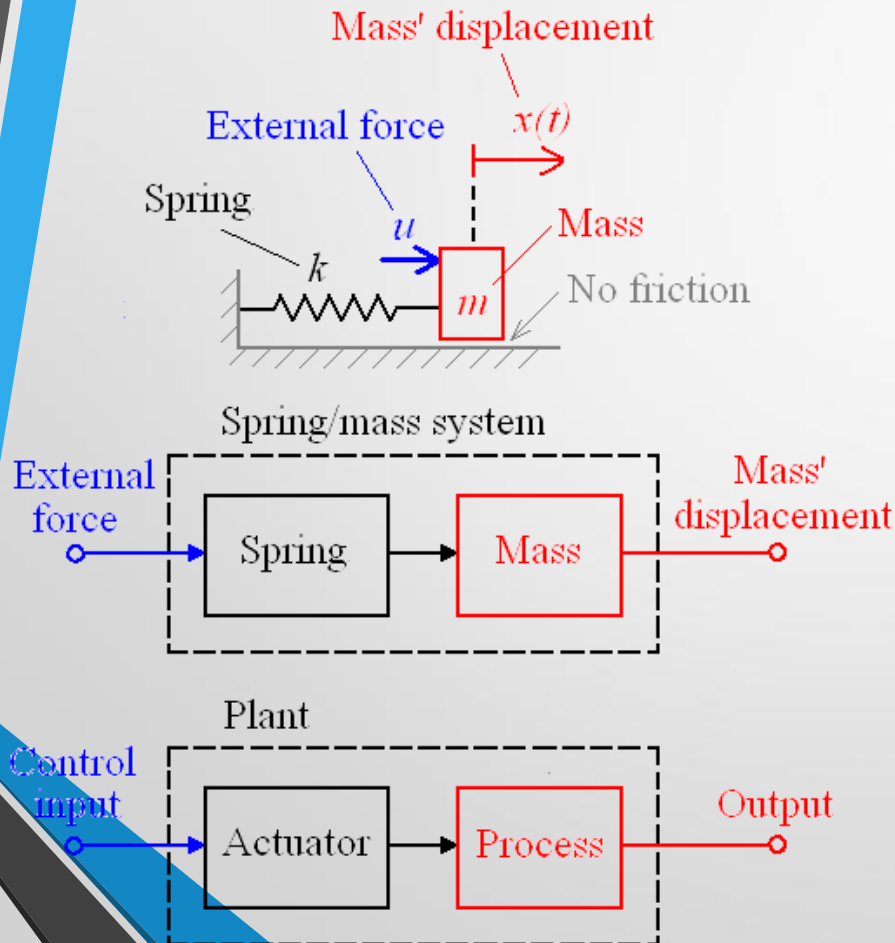 Mass' displacement
External force
x(t)
Spring
u
Mass
k
m
No friction
Spring/mass system
External
force
Spring
Mass
Mass'
displacement
Plant
Control
input
Actuator
Process
Output